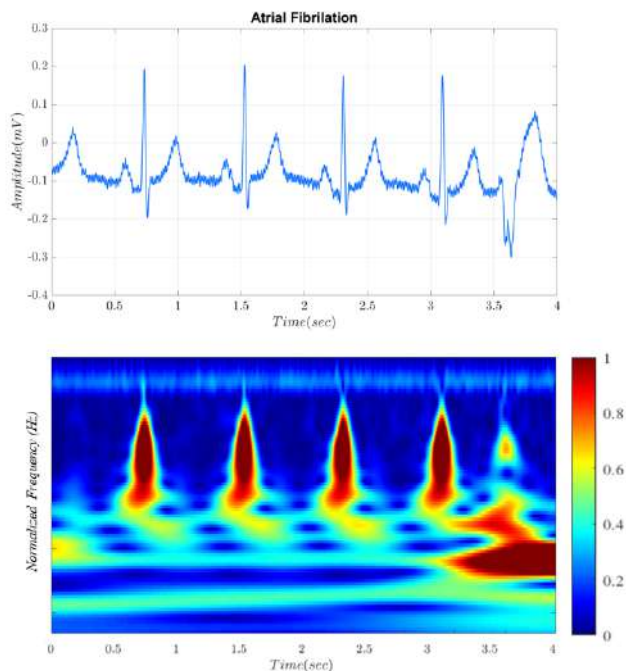 Atrial Fibrilation
Amplitude(mV)
0.3
0.2
0.1
0
-0.1
-0.2
-0.3
-0.4
0 0.5 1 1.5 2 2.5 3 3.5 4
Time(sec)
Normalized Frequency (Hz)
1
0.8
0.6
0.4
0.2
0
0 0.5 1 1.5 2 2.5 3 3.5 4
Time(sec)